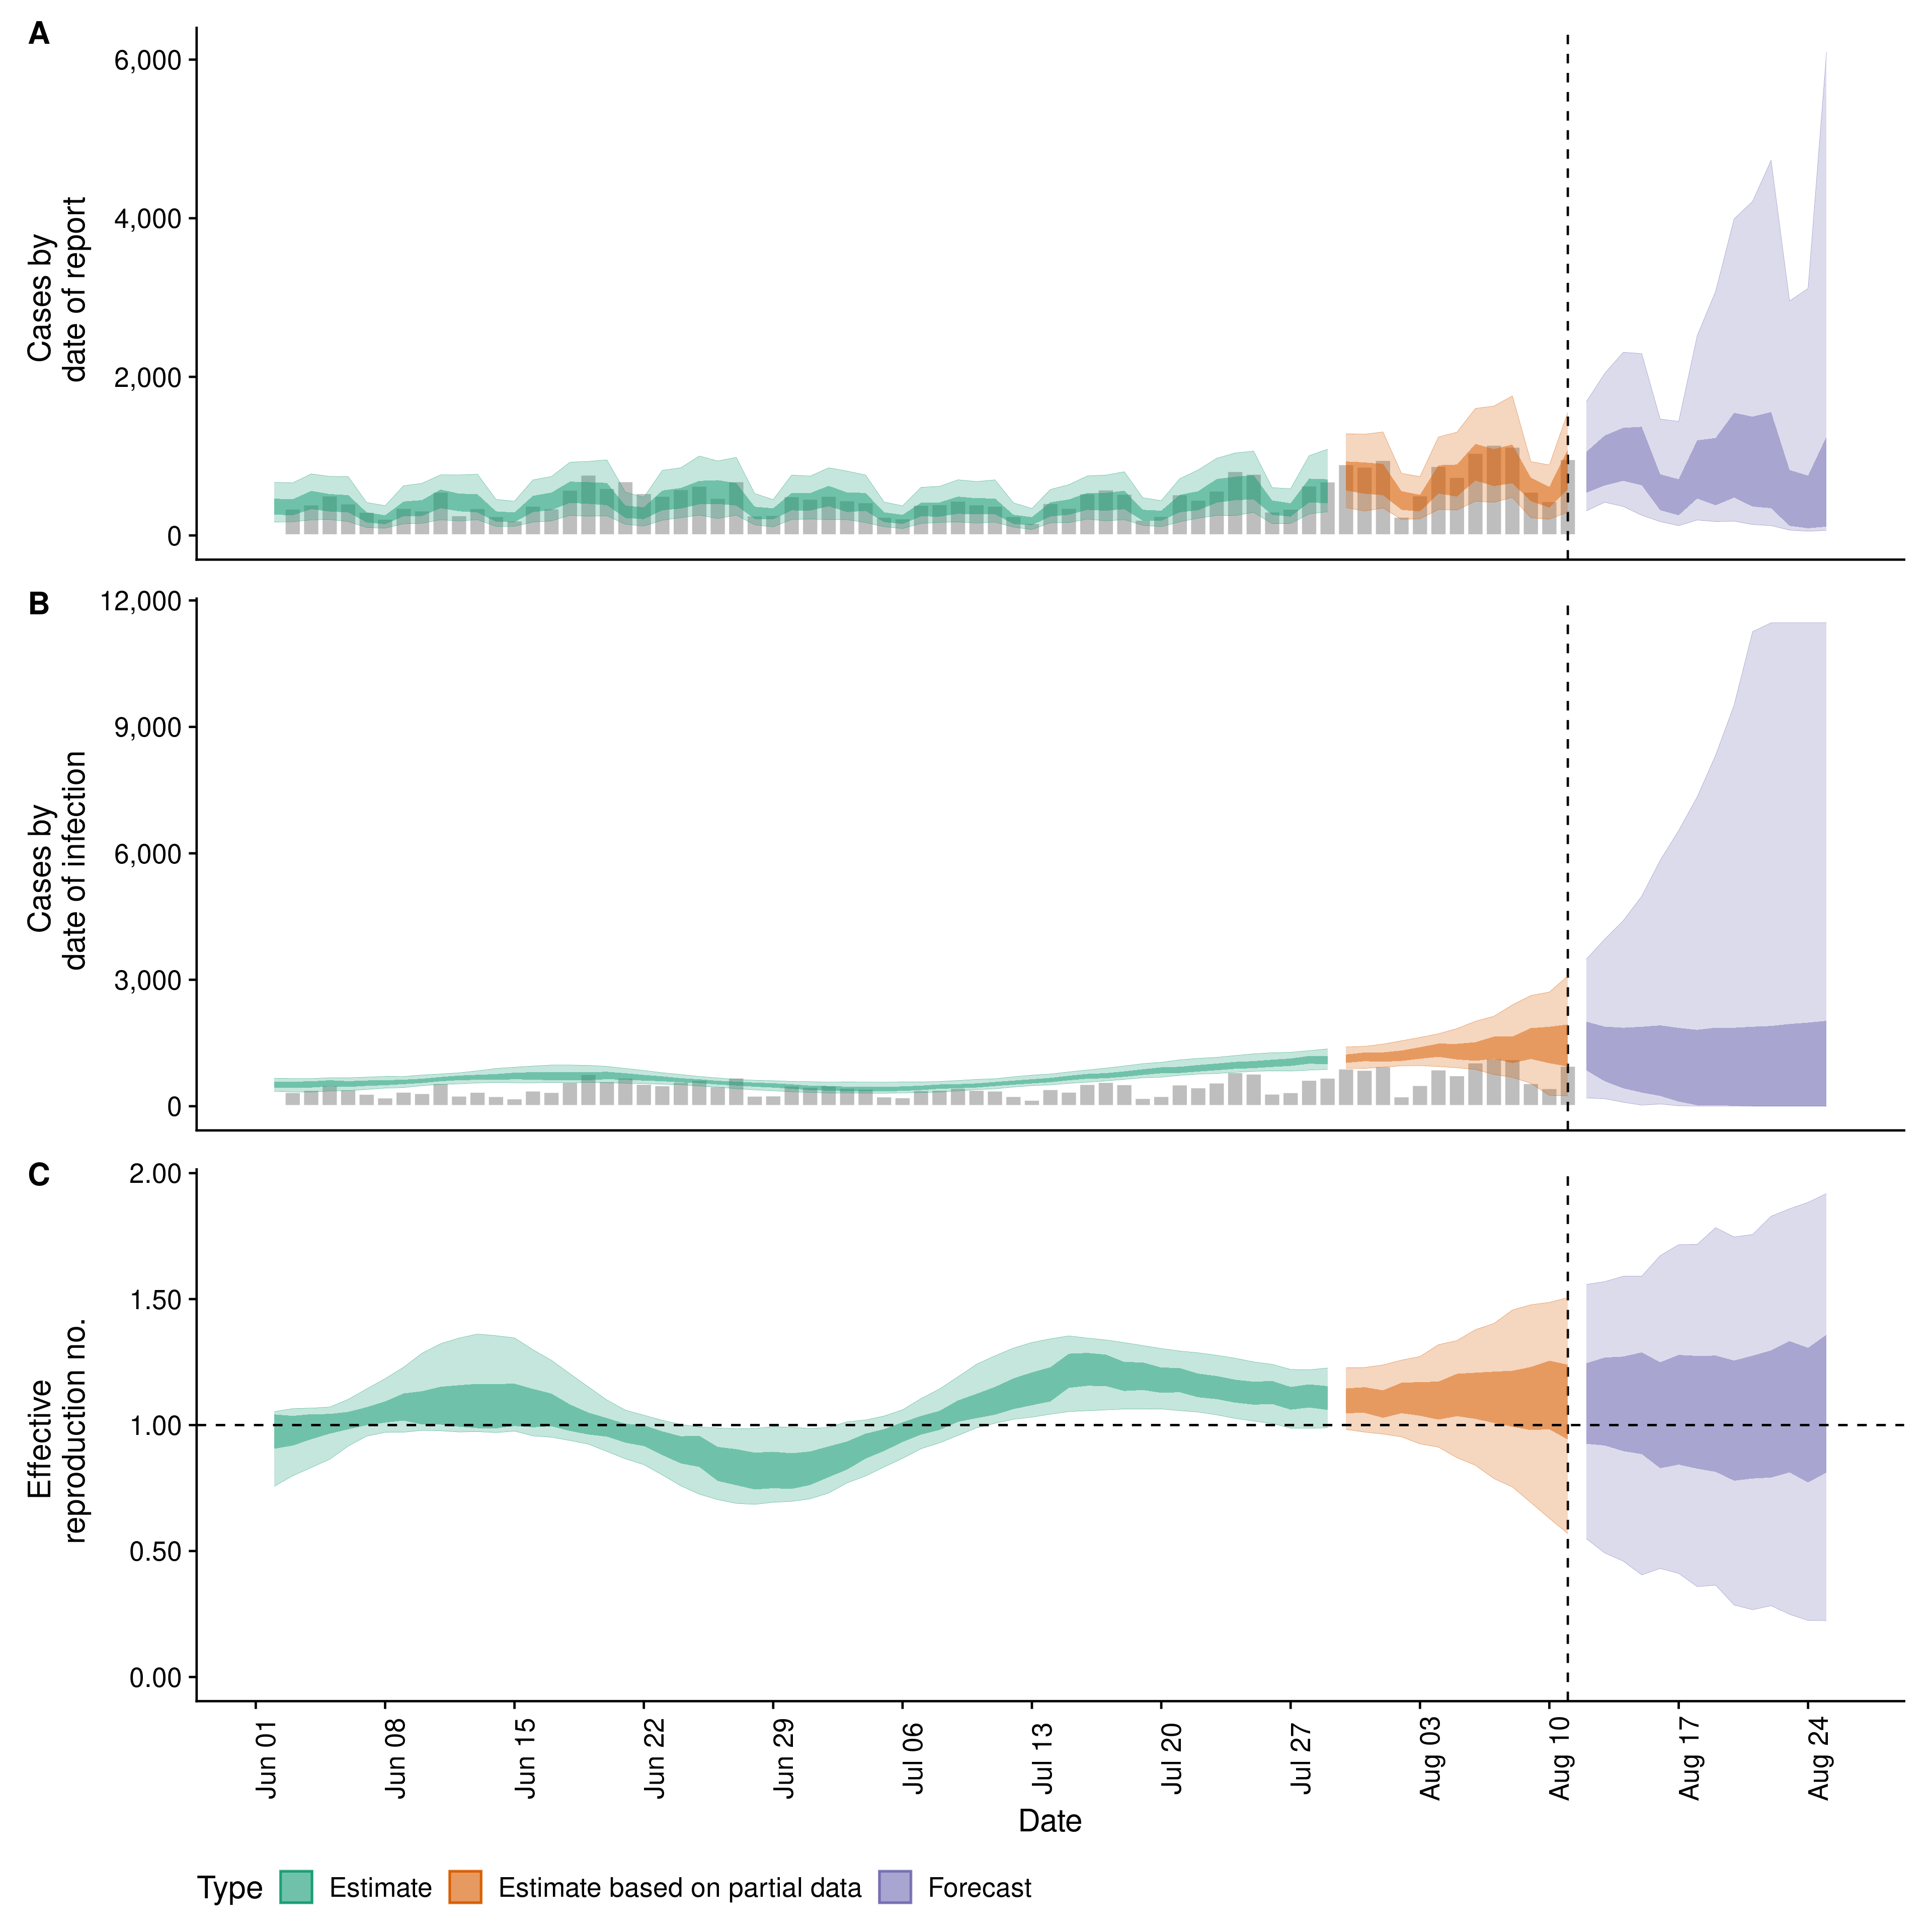 A
6,000
4,000
2,000
0
Cases by
date of report
B
12,000
9,000
6,000
3,000
0
Cases by
date of infection
C
2.00
1.50
1.00
0.50
0.00
Effective
reproduction no.
Jun 01
Jun 08
Jun 15
Jun 22
Jun 29
Jul 06
Jul 13
Jul 20
Jul 27
Aug 03
Aug 10
Aug 17
Aug 24
Date
Type Estimate Estimate based on partial data Forecast